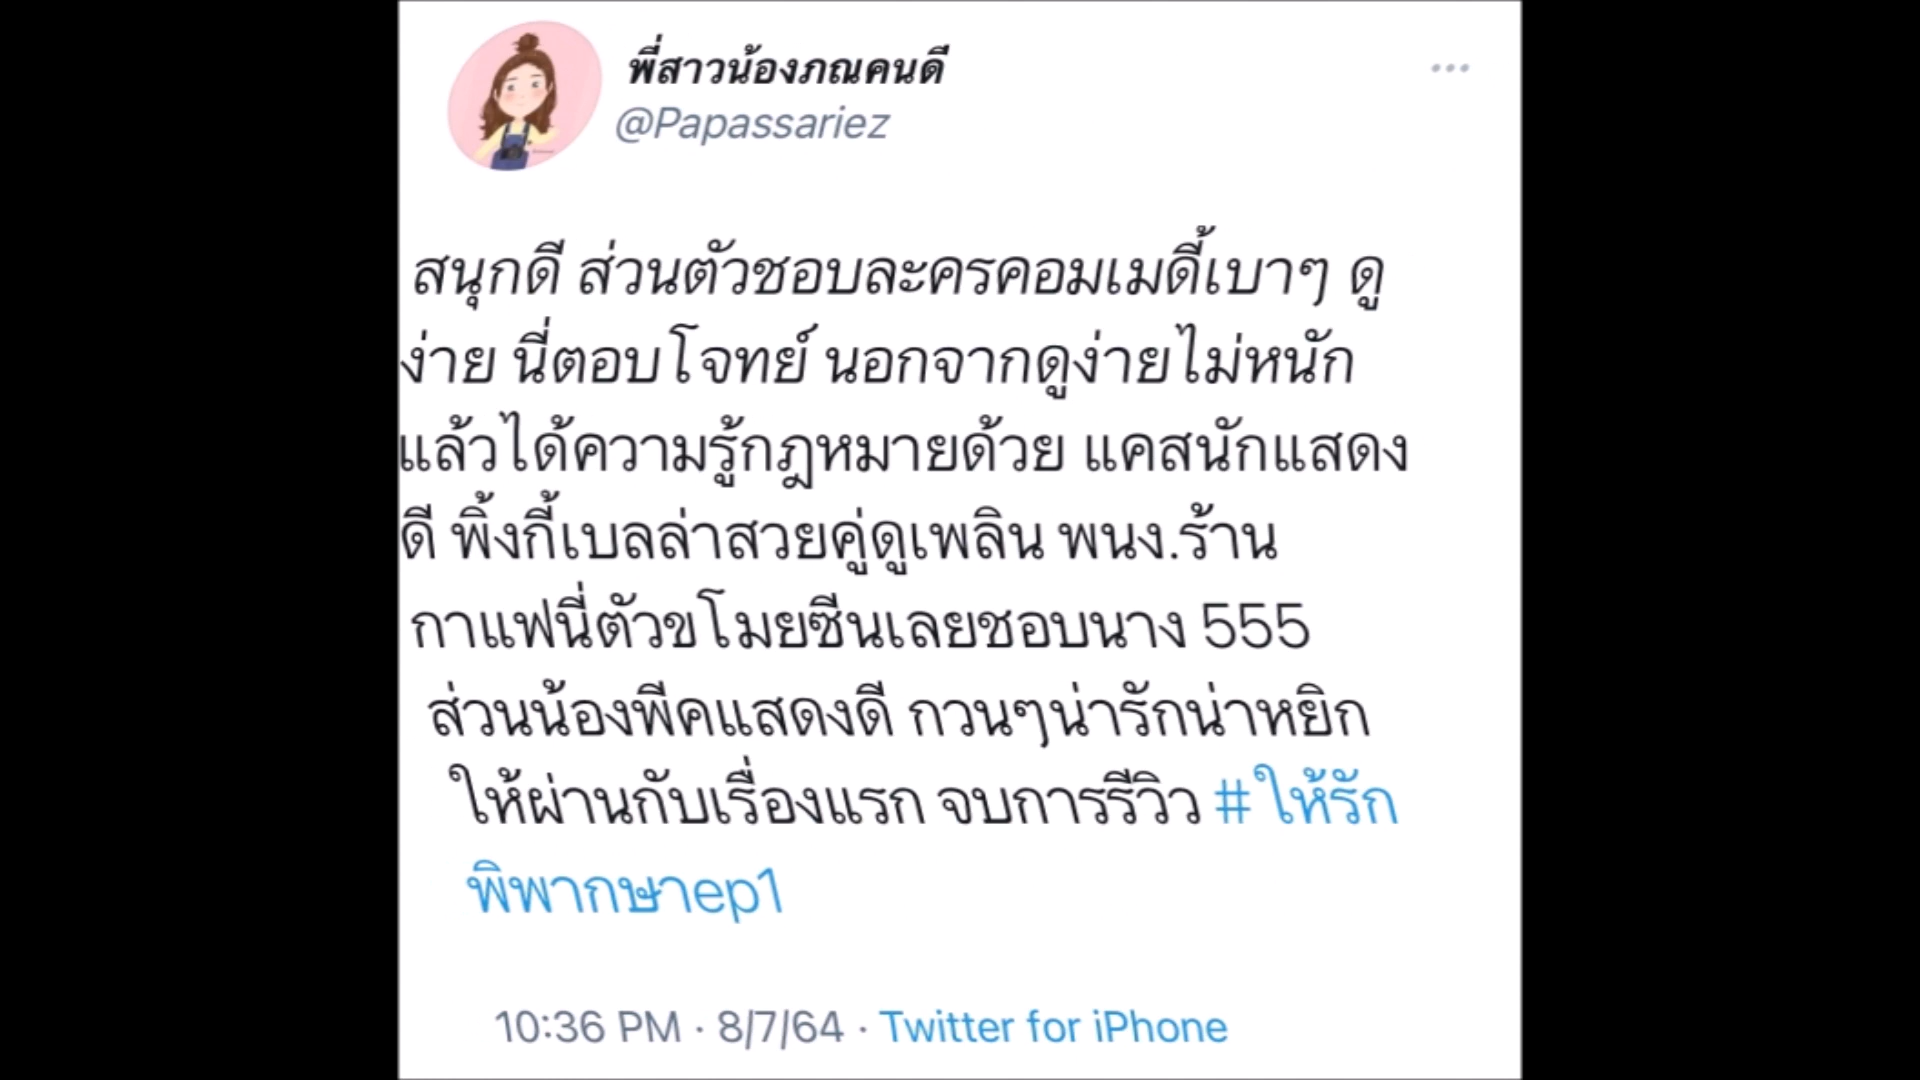 พี่สาวน้องภณคนดี
@Papassariez
สนุกดี ส่วนตัวชอบละครคอมเมดี้เบาๆ ดู
ง่าย นี่ตอบโจทย์ นอกจากดูง่ายไม่หนัก
แล้วได้ความรู้กฎหมายด้วย แคสนักแสดง
ดี พิ้งกี้เบลล่าสวยคู่ดูเพลิน พนง.ร้าน
กาแฟนี่ตัวขโมยซีนเลยชอบนาง 555
ส่วนน้องพีคแสดงดี กวนๆน่ารักน่าหยิก
ให้ผ่านกับเรื่องแรก จบการรีวิว #ให้รัก
พิพากษาep1
10:36 PM · 8/7/64 · Twitter for iPhone